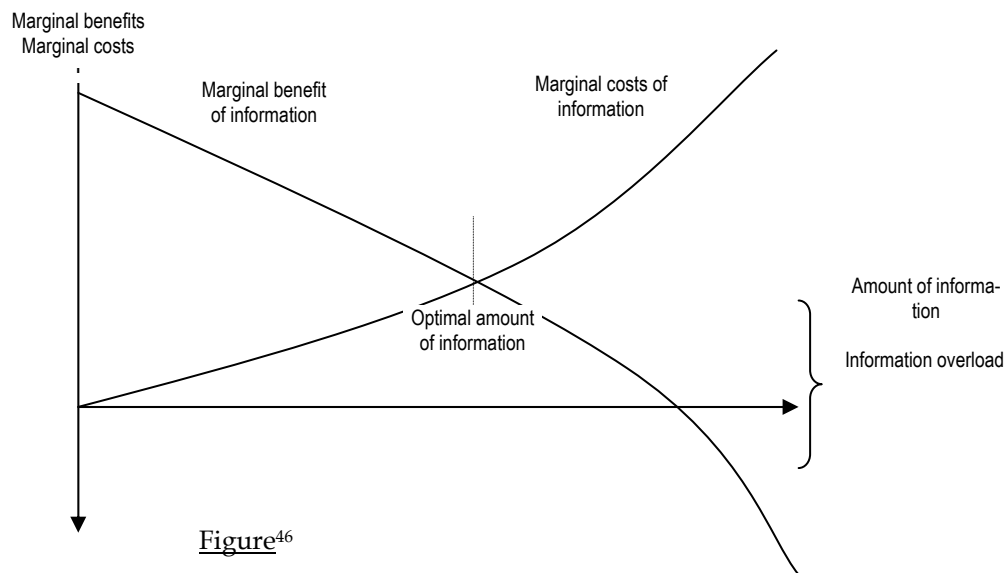 Marginal benefits
Marginal costs
Marginal benefit
of information
Marginal costs of
information
Optimal amount
of information
Amount of informa-
tion
Information overload
Figure46